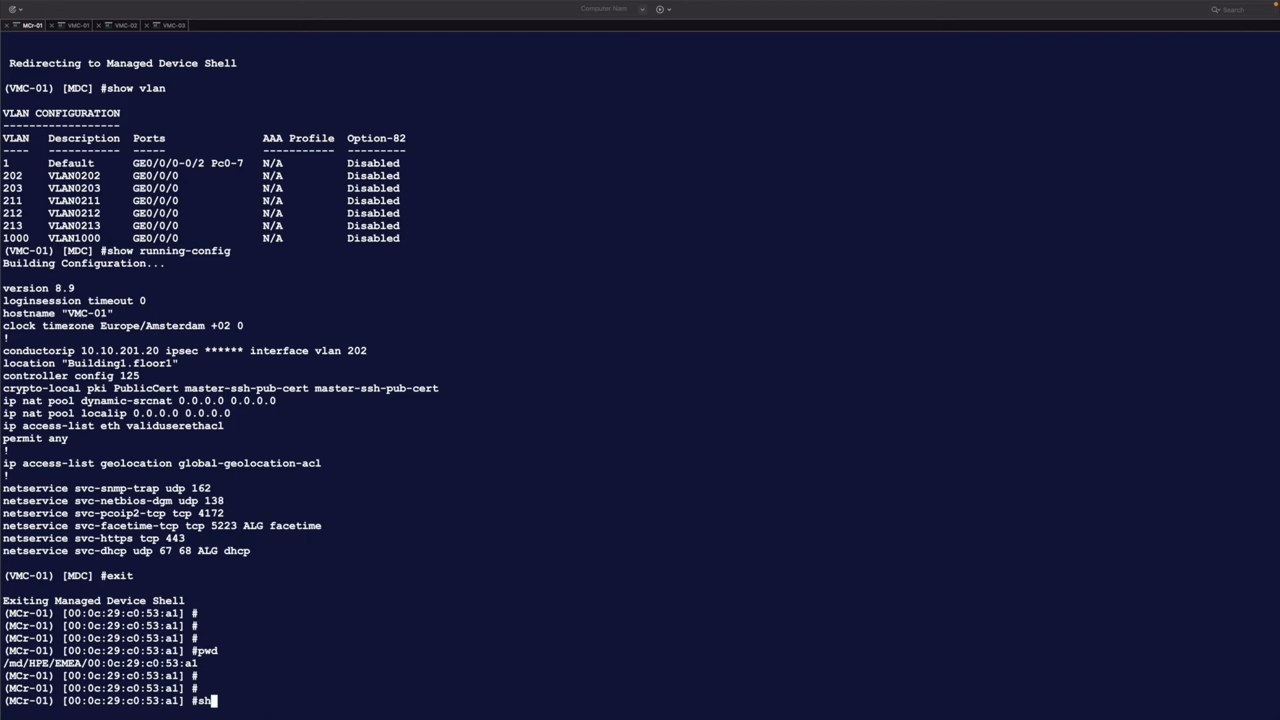 Computer Nam
Search
MCr-01 VMC-01 VMC-02 VMC-03
Redirecting to Managed Device Shell
(VMC-01) [MDC] #show vlan
VLAN CONFIGURATION
------------------
VLAN Description Ports AAA Profile Option-82
---- ----------- ----- ----------- ---------
1 Default GE0/0/0-0/2 Pc0-7 N/A Disabled
202 VLAN0202 GE0/0/0 N/A Disabled
203 VLAN0203 GE0/0/0 N/A Disabled
211 VLAN0211 GE0/0/0 N/A Disabled
212 VLAN0212 GE0/0/0 N/A Disabled
213 VLAN0213 GE0/0/0 N/A Disabled
1000 VLAN1000 GE0/0/0 N/A Disabled
(VMC-01) [MDC] #show running-config
Building Configuration...
version 8.9
loginsession timeout 0
hostname "VMC-01"
clock timezone Europe/Amsterdam +02 0
!
conductorip 10.10.201.20 ipsec ****** interface vlan 202
location "Building1.floor1"
controller config 125
crypto-local pki PublicCert master-ssh-pub-cert master-ssh-pub-cert
ip nat pool dynamic-srcnat 0.0.0.0 0.0.0.0
ip nat pool localip 0.0.0.0 0.0.0.0
ip access-list eth validuserethacl
permit any
!
ip access-list geolocation global-geolocation-acl
!
netservice svc-snmp-trap udp 162
netservice svc-netbios-dgm udp 138
netservice svc-pcoip2-tcp tcp 4172
netservice svc-facetime-tcp tcp 5223 ALG facetime
netservice svc-https tcp 443
netservice svc-dhcp udp 67 68 ALG dhcp
(VMC-01) [MDC] #exit
Exiting Managed Device Shell
(MCr-01) [00:0c:29:c0:53:a1] #
(MCr-01) [00:0c:29:c0:53:a1] #
(MCr-01) [00:0c:29:c0:53:a1] #
(MCr-01) [00:0c:29:c0:53:a1] #pwd
/md/HPE/EMEA/00:0c:29:c0:53:a1
(MCr-01) [00:0c:29:c0:53:a1] #
(MCr-01) [00:0c:29:c0:53:a1] #
(MCr-01) [00:0c:29:c0:53:a1] #sh